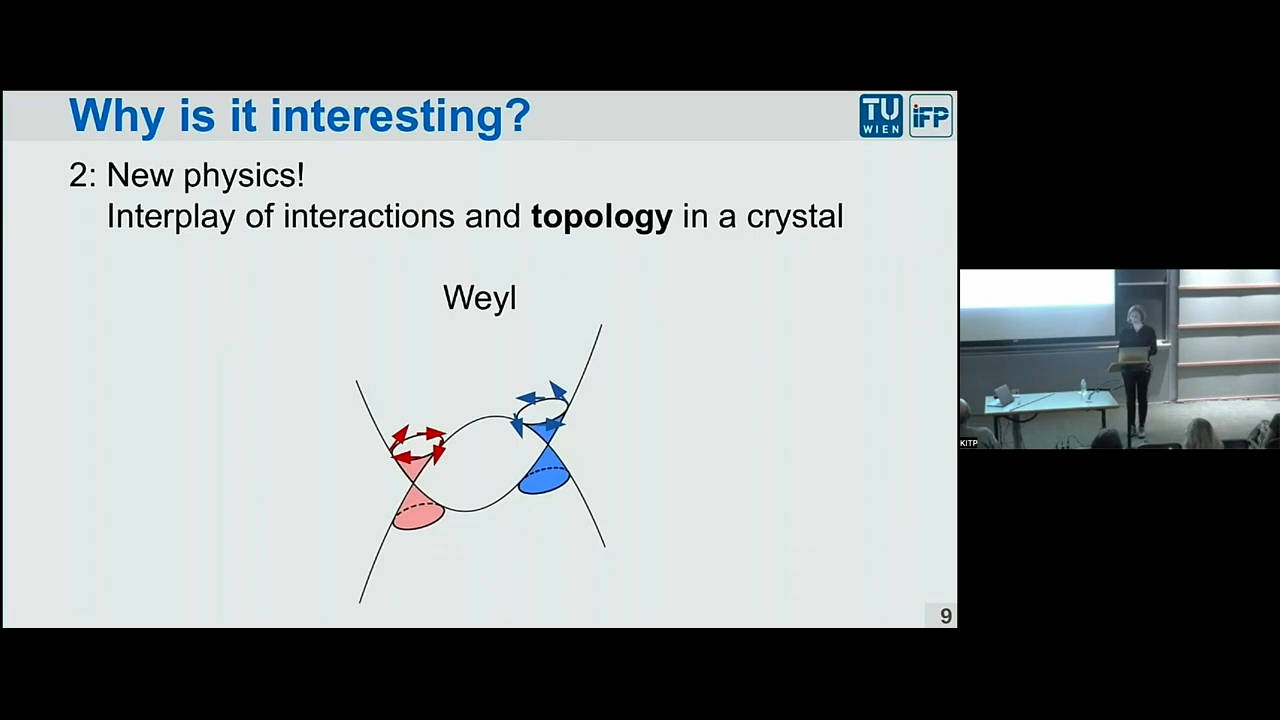 Why is it interesting?
TU
WIEN
iFP
2: New physics!
Interplay of interactions and topology in a crystal
Weyl
9
KITP